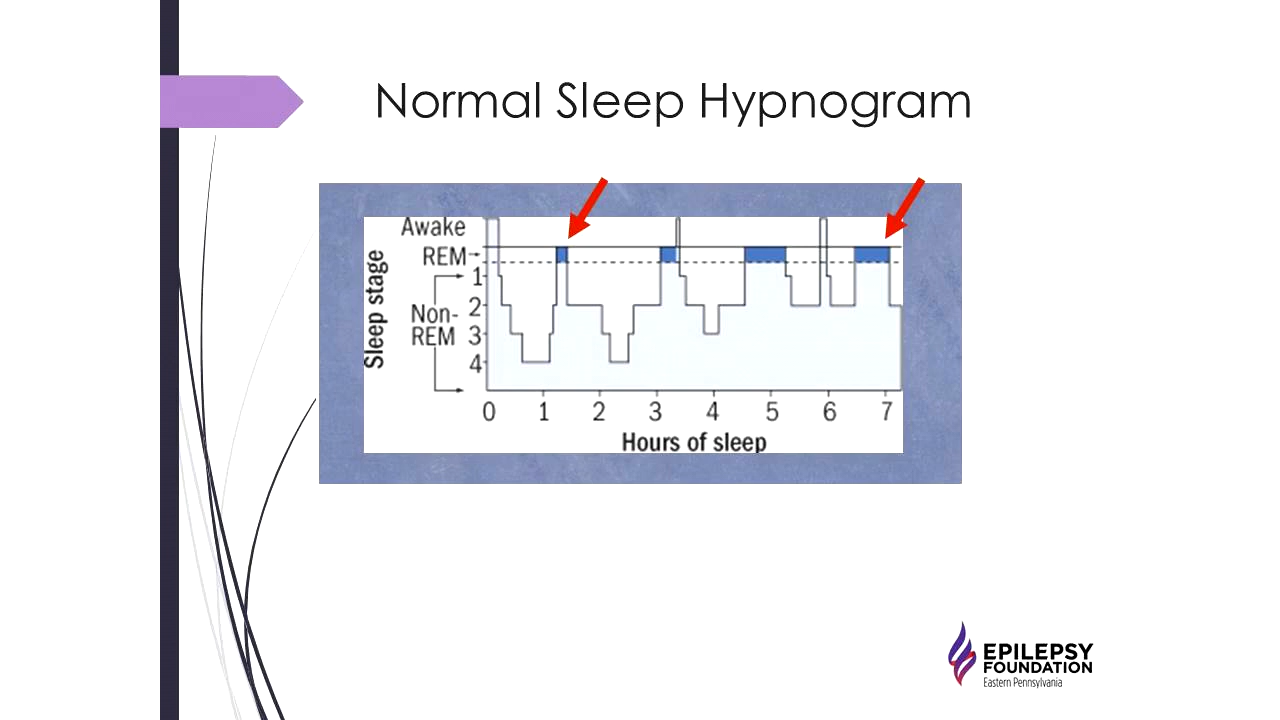 Normal Sleep Hypnogram
Sleep stage
Awake
REM
Non-
REM
1
2
3
4
0 1 2 3 4 5 6 7
Hours of sleep
EPILEPSY
FOUNDATION
Eastern Pennsylvania